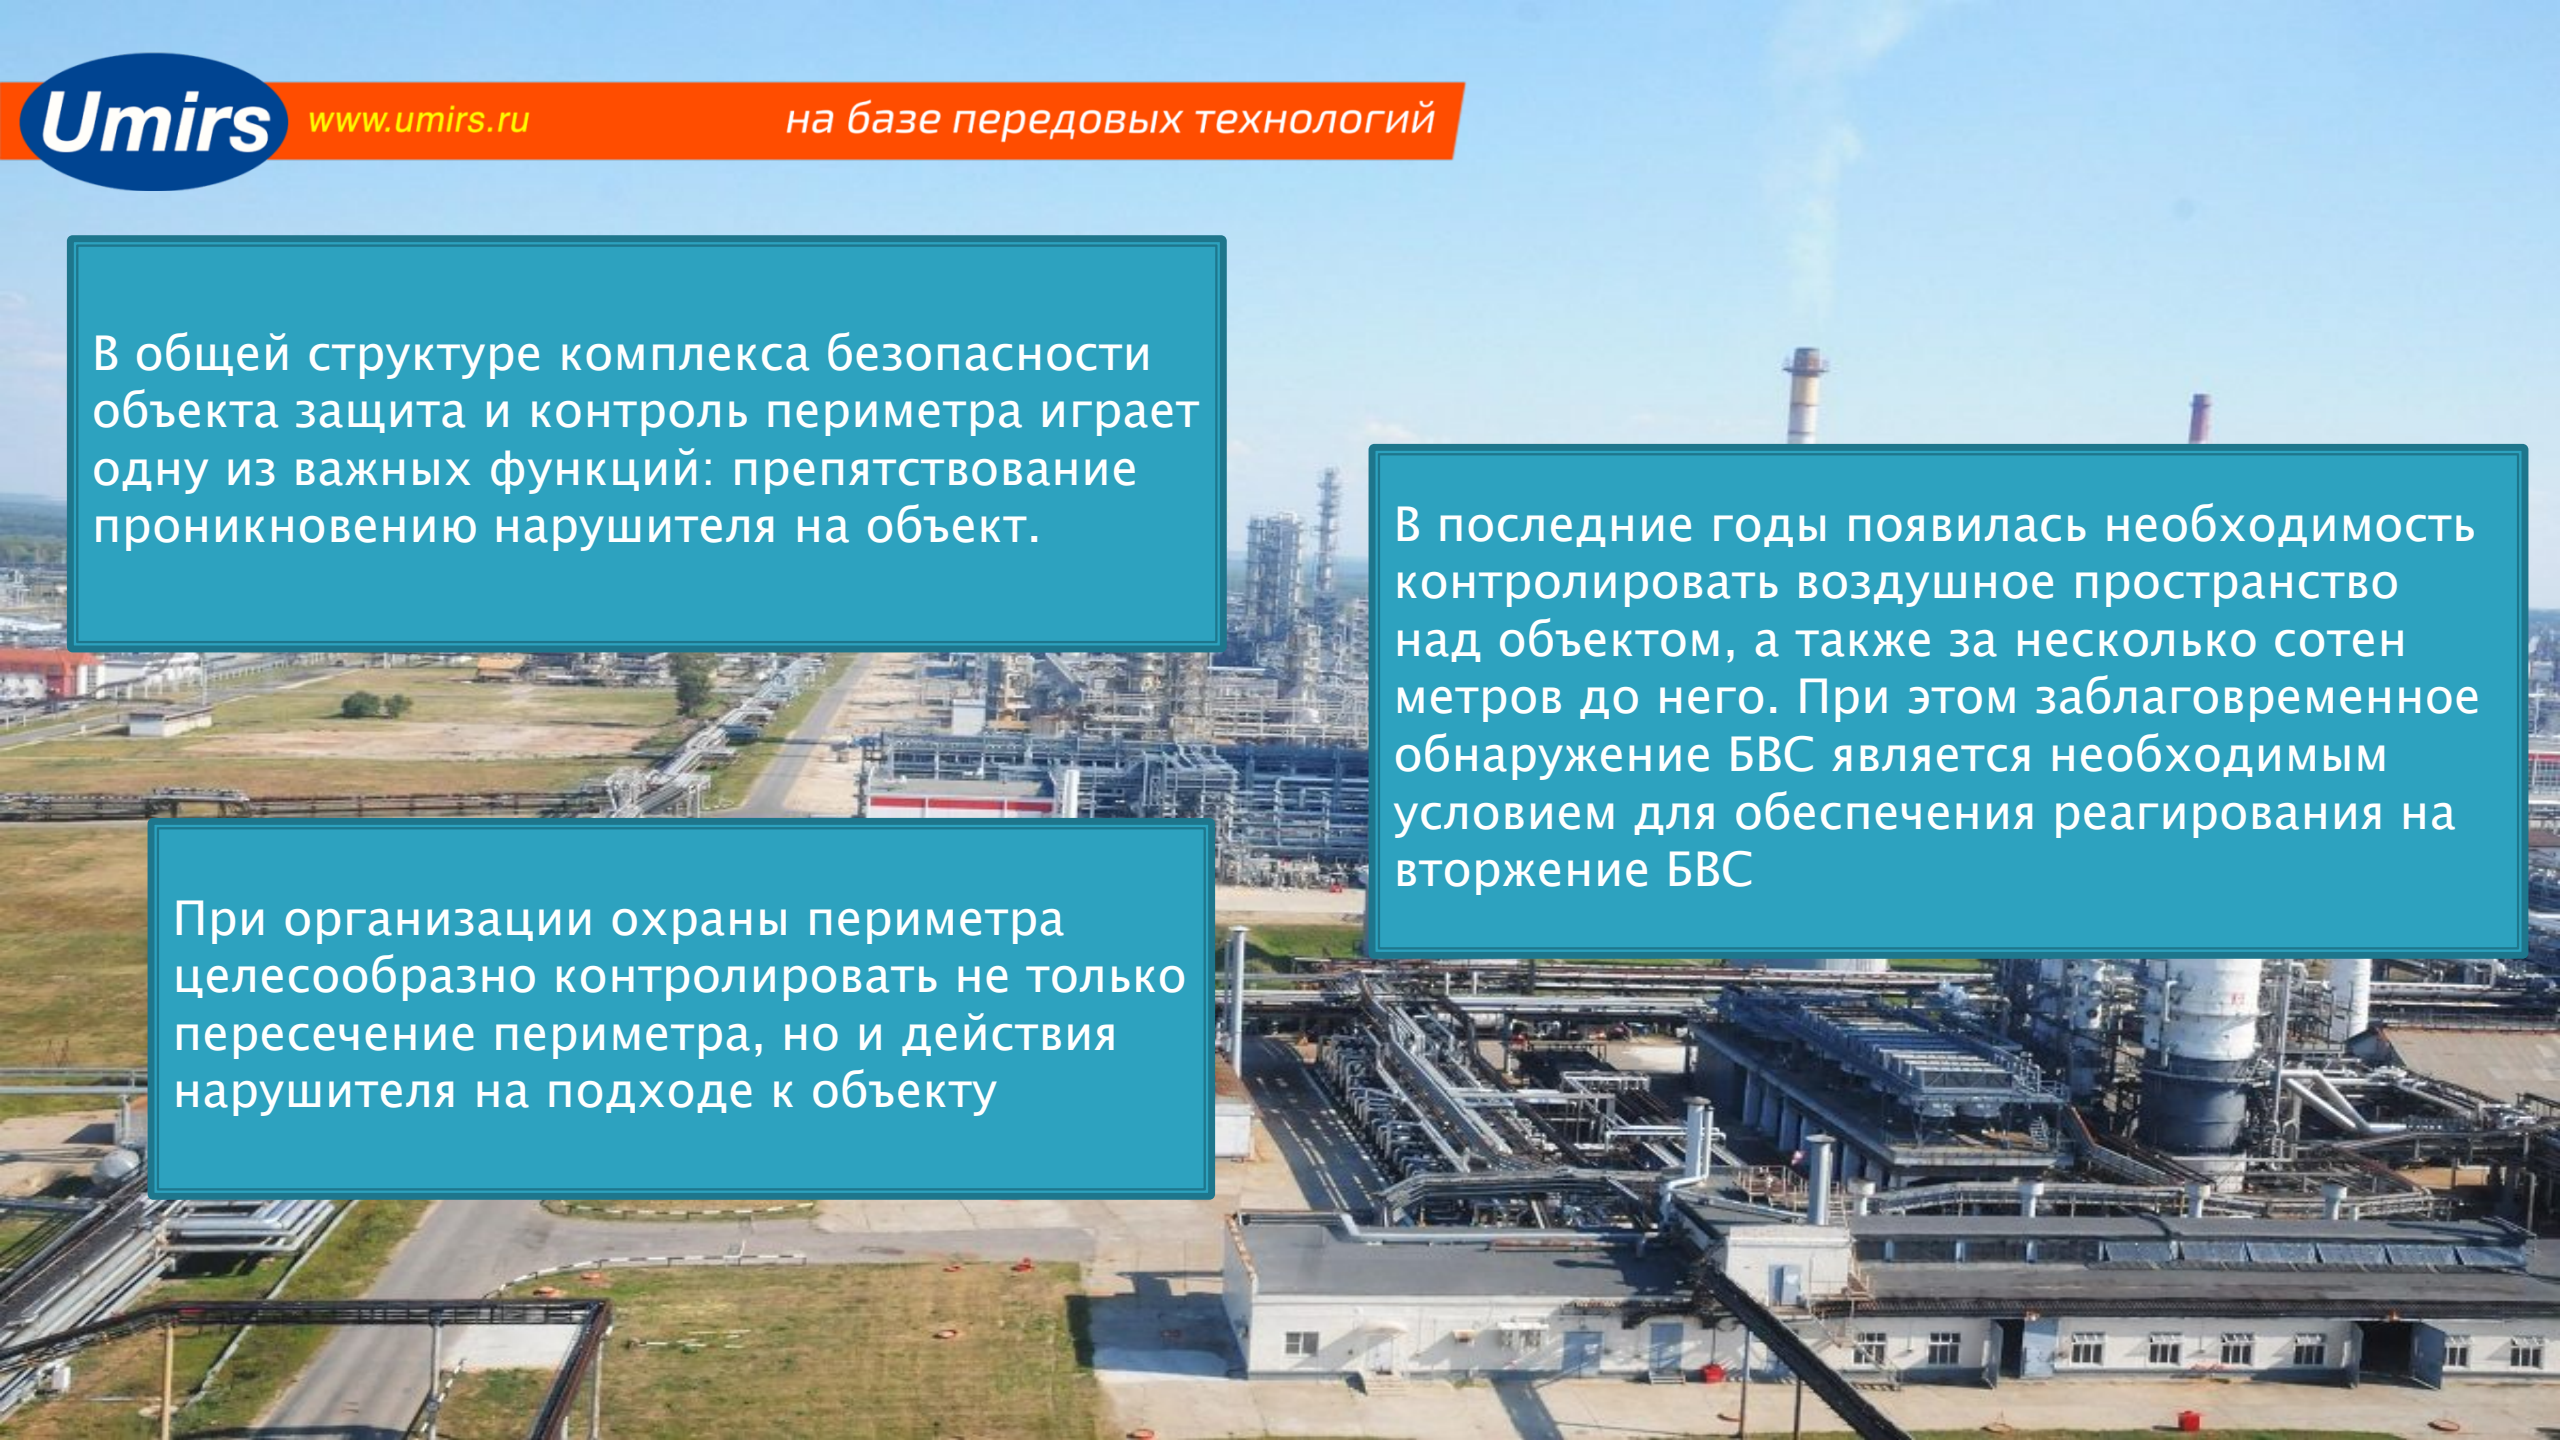 Umirs
www.umirs.ru
на базе передовых технологий
В общей структуре комплекса безопасности
объекта защита и контроль периметра играет
одну из важных функций: препятствование
проникновению нарушителя на объект.
При организации охраны периметра
целесообразно контролировать не только
пересечение периметра, но и действия
нарушителя на подходе к объекту
В последние годы появилась необходимость
контролировать воздушное пространство
над объектом, а также за несколько сотен
метров до него. При этом заблаговременное
обнаружение БВС является необходимым
условием для обеспечения реагирования на
вторжение БВС